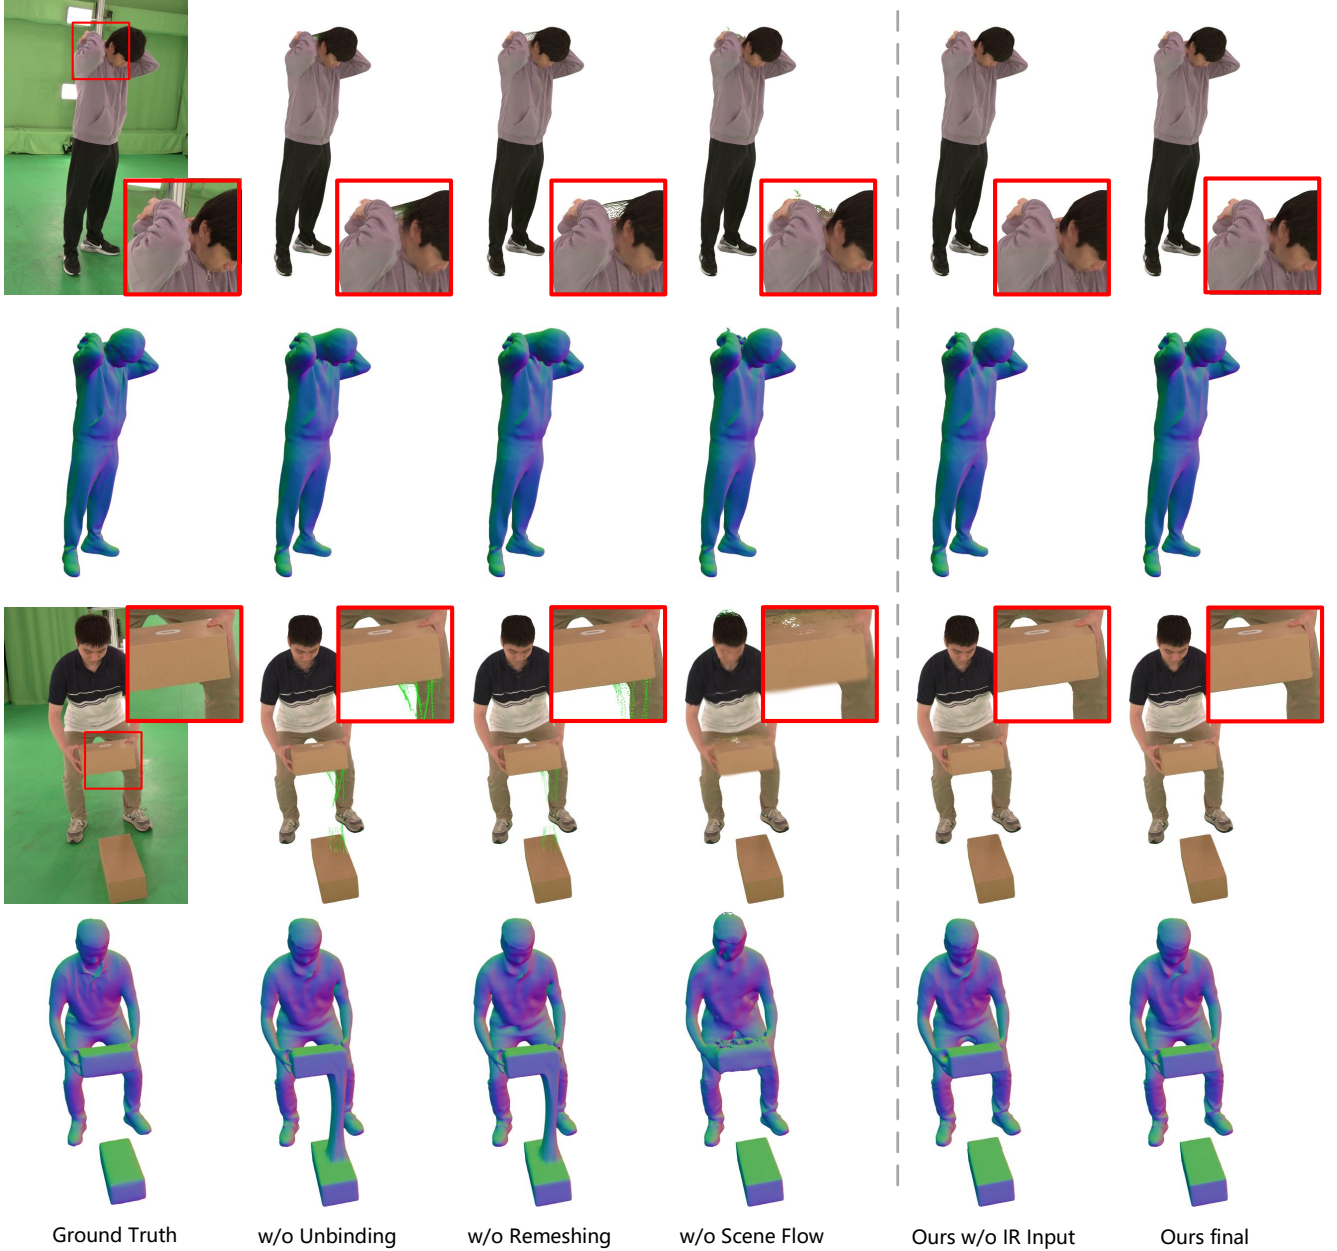 Ground Truth
w/o Unbinding
w/o Remeshing
w/o Scene Flow
Ours w/o IR Input
Ours final